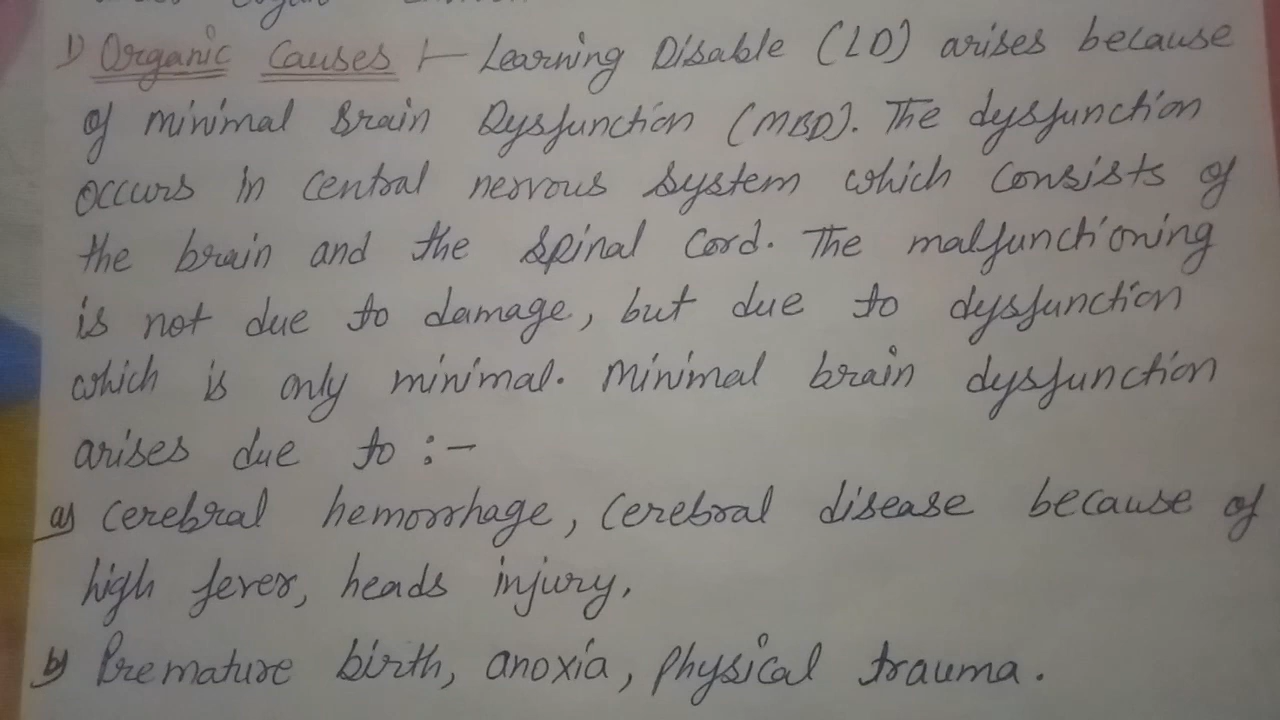 1) Organic Causes :- Learning Disable (LD) arises because
of minimal Brain Dysfunction (MBD). The dysfunction
occurs in central nervous system which consists of
the brain and the spinal cord. The malfunctioning
is not due to damage, but due to dysfunction
which is only minimal. Minimal brain dysfunction
arises due to :-
a) cerebral hemorrhage, cerebral disease because of
high fever, heads injury,
b) Premature birth, anoxia, physical trauma.